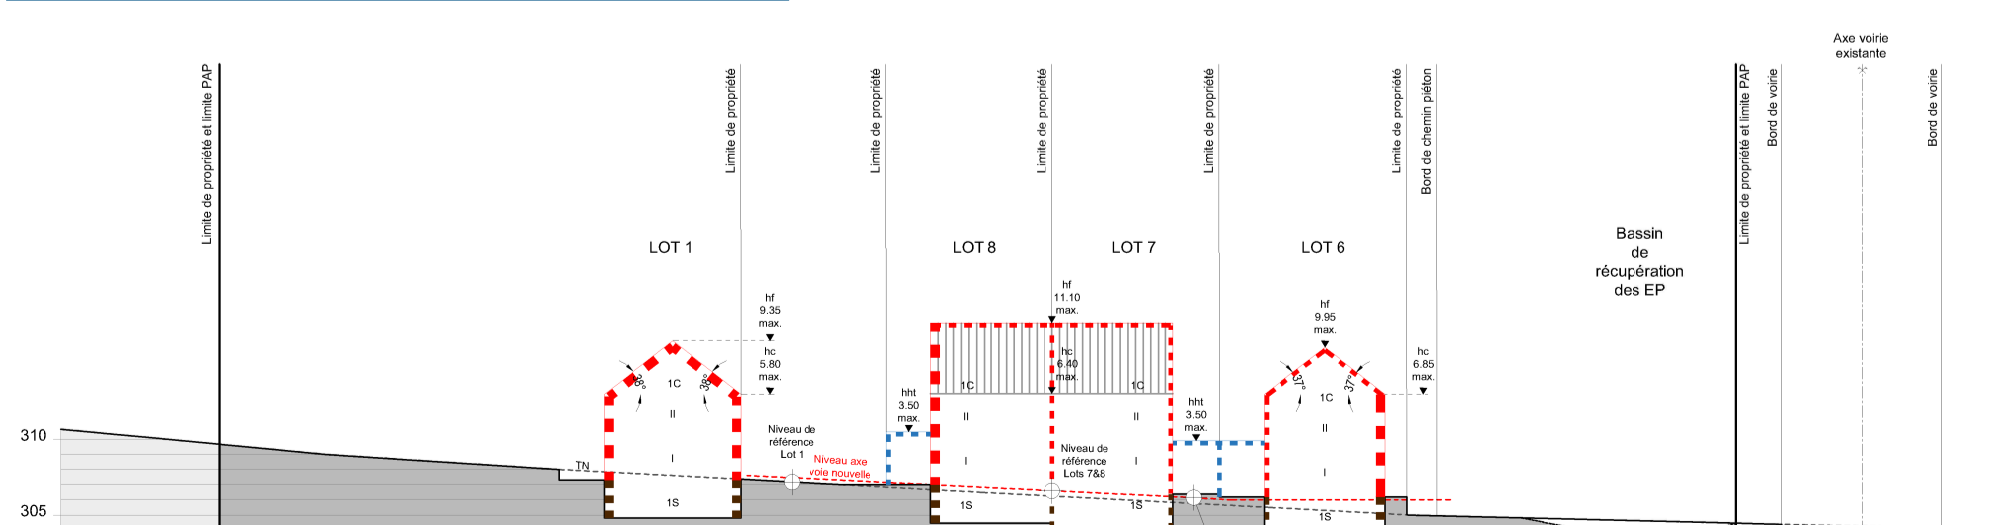 Axe voirie
existante
Limite de propriété et limite PAP
Limite de propriété
Limite de propriété
Limite de propriété
Limite de propriété
Limite de propriété
Bord de chemin piéton
Limite de propriété et limite PAP
Bord de voirie
Bord de voirie
LOT 1
LOT 8
LOT 7
LOT 6
Bassin
de
récupération
des EP
hf
9.35
max.
hc
5.80
max.
hf
11.10
max.
hc
6.40
max.
hf
9.95
max.
hc
6.85
max.
hht
3.50
max.
hht
3.50
max.
38°
38°
37°
37°
1C
II
I
1S
1C
II
I
1S
1C
II
I
1S
1C
II
I
1S
Niveau de
référence
Lot 1
Niveau axe
voie nouvelle
Niveau de
référence
Lots 7&8
TN
310
305